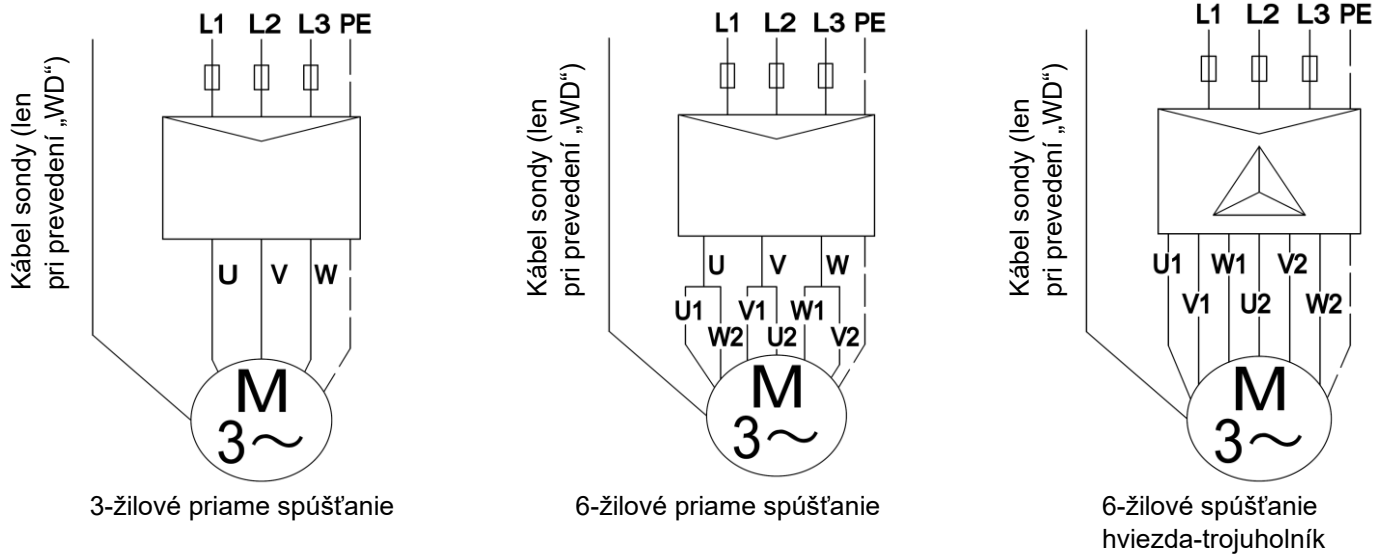 L1 L2 L3 PE
Kábel sondy (len
pri prevedení „WD“)
U V W
M
3~
3-žilové priame spúšťanie
L1 L2 L3 PE
Kábel sondy (len
pri prevedení „WD“)
U V W
U1 V1 W1
W2 U2 V2
M
3~
6-žilové priame spúšťanie
L1 L2 L3 PE
Kábel sondy (len
pri prevedení „WD“)
U1 W1 V2
V1 U2 W2
M
3~
6-žilové spúšťanie
hviezda-trojuholník